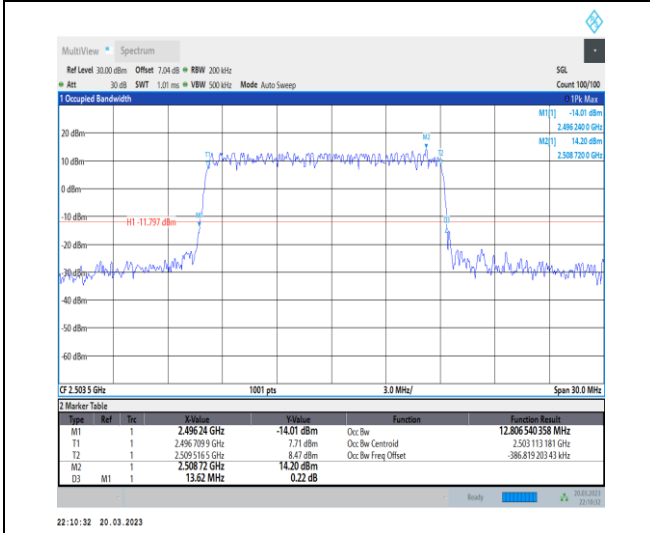 MultiView Spectrum
Ref Level 30.00 dBm Offset 7.04 dB RBW 200 kHz SGL
Att 30 dB SWT 1.01 ms VBW 500 kHz Mode Auto Sweep Count 100/100
1 Occupied Bandwidth 1Pk Max
M1[1] -14.01 dBm
2.496 240 0 GHz
M2[1] 14.20 dBm
2.508 720 0 GHz
20 dBm
M2
T1 T2
10 dBm
0 dBm
-10 dBm
M1 D3
H1 -11.797 dBm
-20 dBm
-30 dBm
-40 dBm
-50 dBm
-60 dBm
CF 2.503 5 GHz 1001 pts 3.0 MHz/ Span 30.0 MHz
2 Marker Table
Type Ref Trc X-Value Y-Value Function Function Result
M1 1 2.496 24 GHz -14.01 dBm Occ Bw 12.806 540 358 MHz
T1 1 2.496 709 9 GHz 7.71 dBm Occ Bw Centroid 2.503 113 181 GHz
T2 1 2.509 516 5 GHz 8.47 dBm Occ Bw Freq Offset -386.819 203 43 kHz
M2 1 2.508 72 GHz 14.20 dBm
D3 M1 1 13.62 MHz 0.22 dB
Ready 20.03.2023
22:10:32
22:10:32 20.03.2023